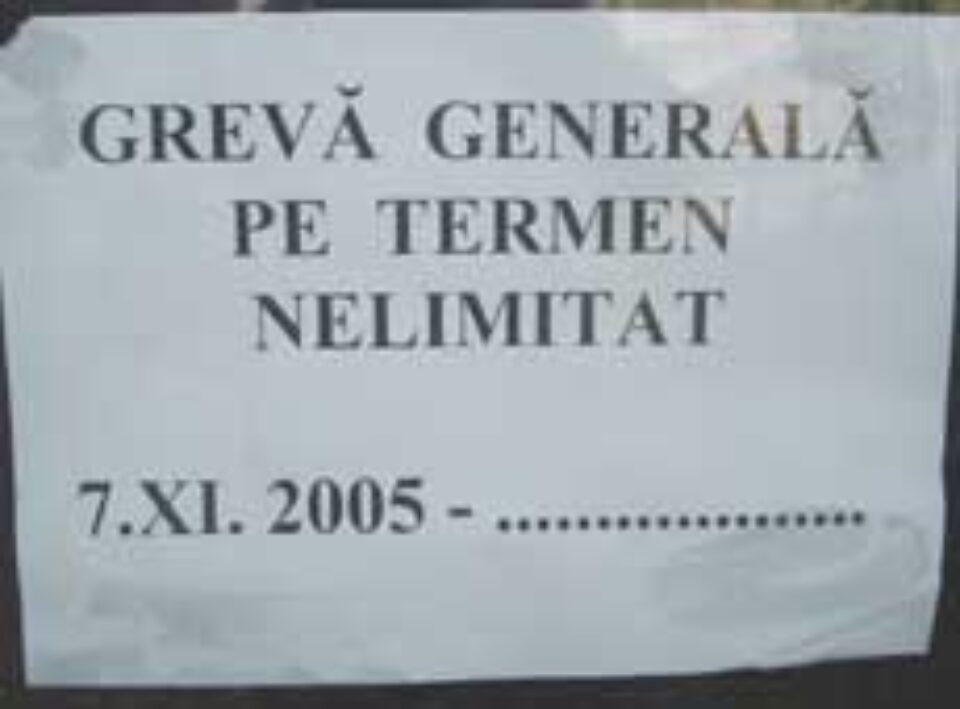 GREVĂ GENERALĂ
PE TERMEN
NELIMITAT
7.XI. 2005 - ...................